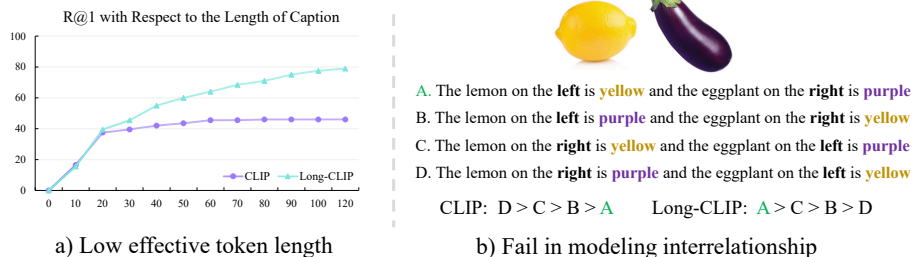 R@1 with Respect to the Length of Caption
100
80
60
40
20
0
0 10 20 30 40 50 60 70 80 90 100 120
CLIP Long-CLIP
a) Low effective token length
A. The lemon on the left is yellow and the eggplant on the right is purple
B. The lemon on the left is purple and the eggplant on the right is yellow
C. The lemon on the right is yellow and the eggplant on the left is purple
D. The lemon on the right is purple and the eggplant on the left is yellow
CLIP: D > C > B > A Long-CLIP: A > C > B > D
b) Fail in modeling interrelationship